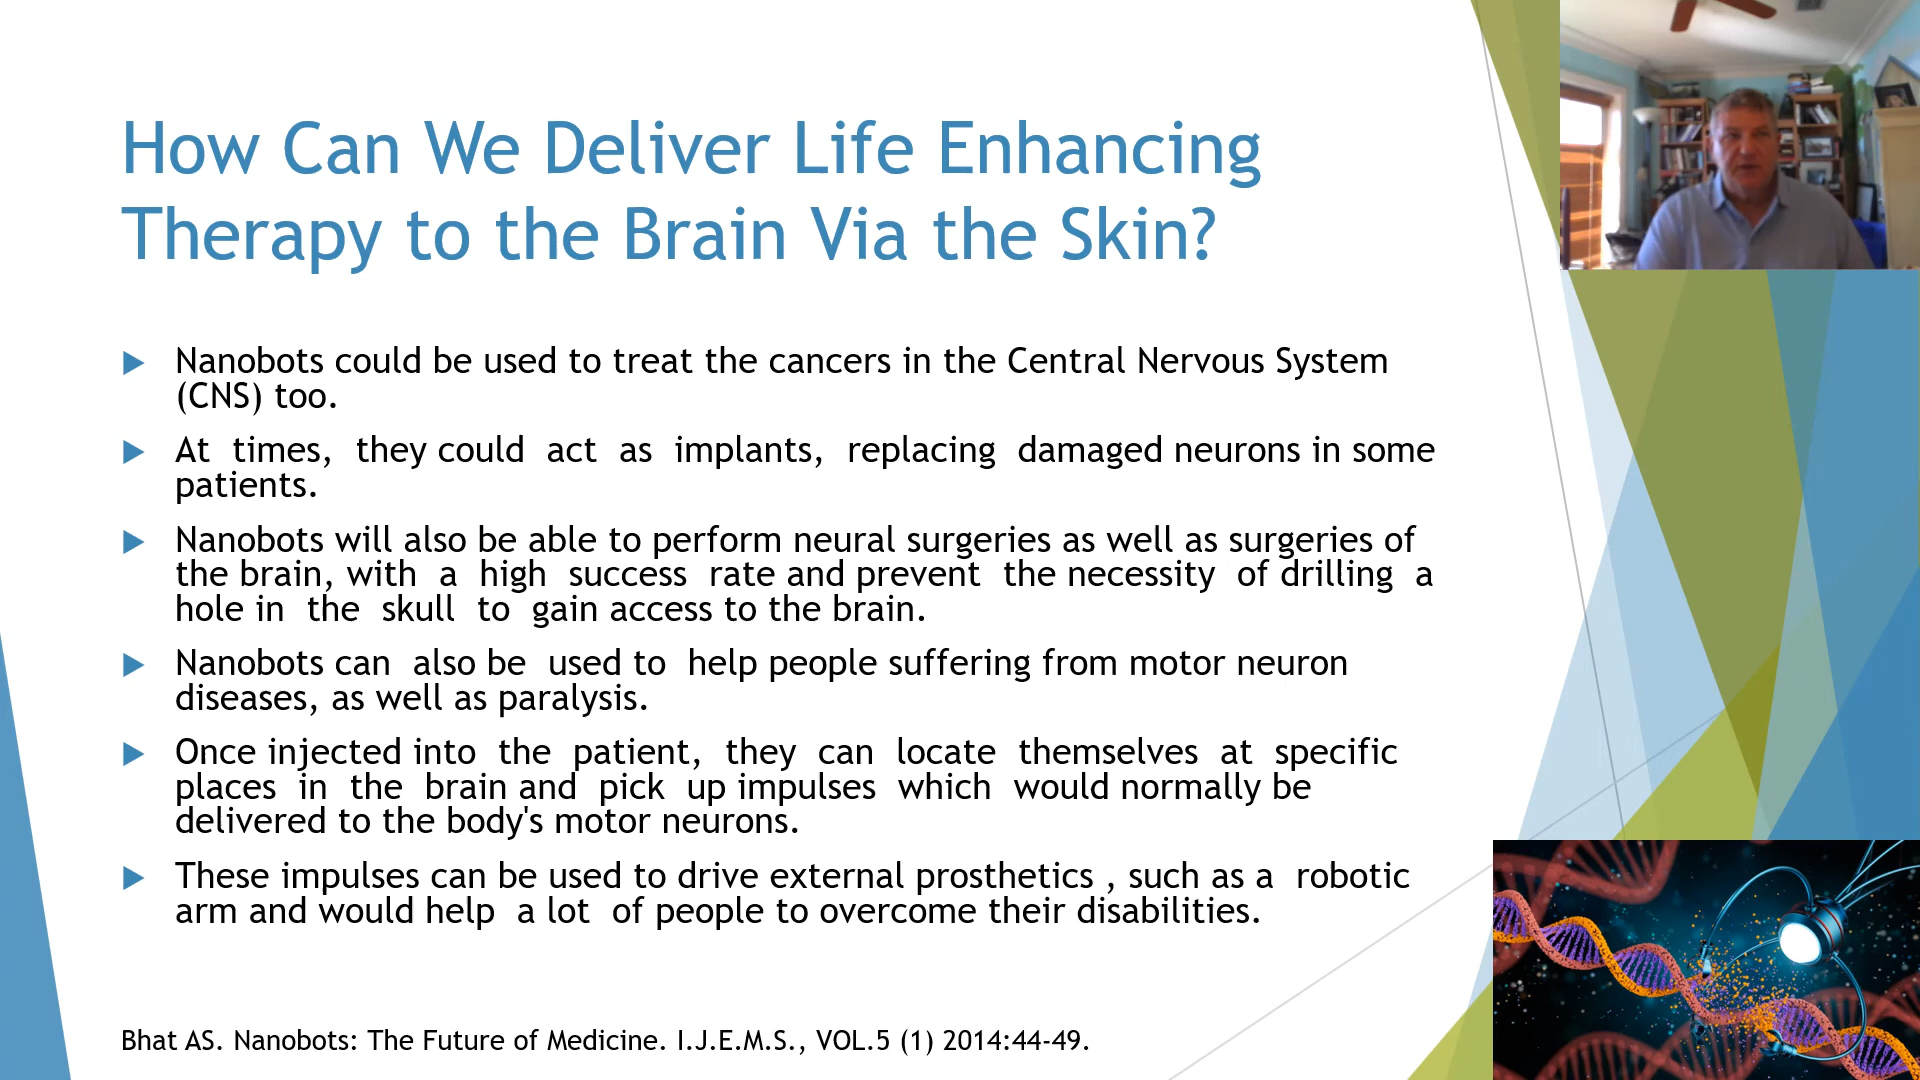 How Can We Deliver Life Enhancing
Therapy to the Brain Via the Skin?
Nanobots could be used to treat the cancers in the Central Nervous System
(CNS) too.
At times, they could act as implants, replacing damaged neurons in some
patients.
Nanobots will also be able to perform neural surgeries as well as surgeries of
the brain, with a high success rate and prevent the necessity of drilling a
hole in the skull to gain access to the brain.
Nanobots can also be used to help people suffering from motor neuron
diseases, as well as paralysis.
Once injected into the patient, they can locate themselves at specific
places in the brain and pick up impulses which would normally be
delivered to the body's motor neurons.
These impulses can be used to drive external prosthetics , such as a robotic
arm and would help a lot of people to overcome their disabilities.
Bhat AS. Nanobots: The Future of Medicine. I.J.E.M.S., VOL.5 (1) 2014:44-49.